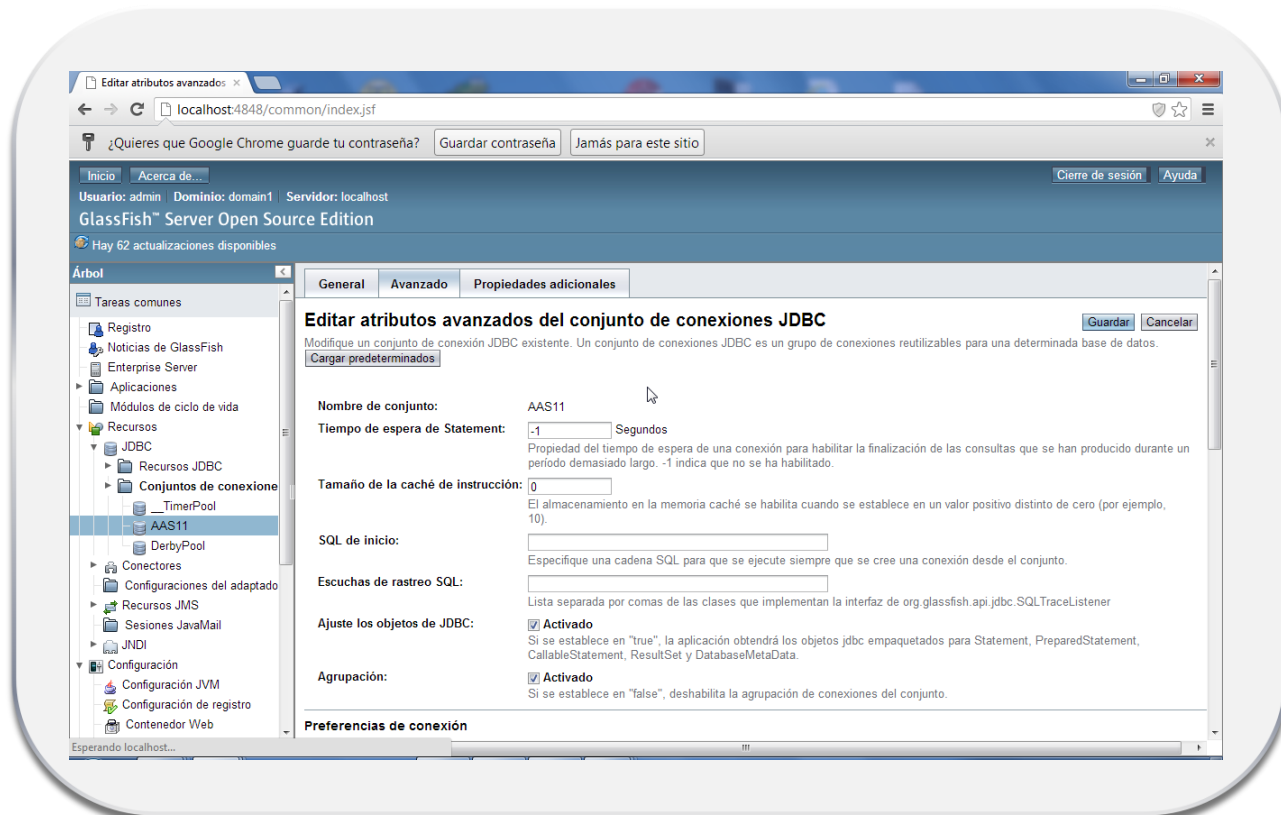 Editar atributos avanzados
localhost:4848/common/index.jsf
¿Quieres que Google Chrome guarde tu contraseña? Guardar contraseña Jamás para este sitio
Inicio Acerca de... Cierre de sesión Ayuda
Usuario: admin Dominio: domain1 Servidor: localhost
GlassFish™ Server Open Source Edition
Hay 62 actualizaciones disponibles
Árbol
Tareas comunes
Registro
Noticias de GlassFish
Enterprise Server
Aplicaciones
Módulos de ciclo de vida
Recursos
JDBC
Recursos JDBC
Conjuntos de conexione
__TimerPool
AAS11
DerbyPool
Conectores
Configuraciones del adaptado
Recursos JMS
Sesiones JavaMail
JNDI
Configuración
Configuración JVM
Configuración de registro
Contenedor Web
General Avanzado Propiedades adicionales
Editar atributos avanzados del conjunto de conexiones JDBC Guardar Cancelar
Modifique un conjunto de conexión JDBC existente. Un conjunto de conexiones JDBC es un grupo de conexiones reutilizables para una determinada base de datos.
Cargar predeterminados
Nombre de conjunto: AAS11
Tiempo de espera de Statement: -1 Segundos
Propiedad del tiempo de espera de una conexión para habilitar la finalización de las consultas que se han producido durante un
período demasiado largo. -1 indica que no se ha habilitado.
Tamaño de la caché de instrucción: 0
El almacenamiento en la memoria caché se habilita cuando se establece en un valor positivo distinto de cero (por ejemplo,
10).
SQL de inicio:
Especifique una cadena SQL para que se ejecute siempre que se cree una conexión desde el conjunto.
Escuchas de rastreo SQL:
Lista separada por comas de las clases que implementan la interfaz de org.glassfish.api.jdbc.SQLTraceListener
Ajuste los objetos de JDBC: Activado
Si se establece en "true", la aplicación obtendrá los objetos jdbc empaquetados para Statement, PreparedStatement,
CallableStatement, ResultSet y DatabaseMetaData.
Agrupación: Activado
Si se establece en "false", deshabilita la agrupación de conexiones del conjunto.
Preferencias de conexión
Esperando localhost...